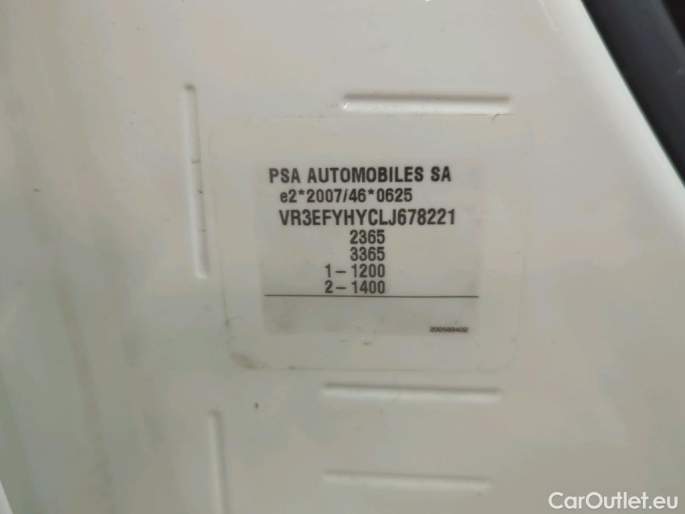 PSA AUTOMOBILES SA
e2*2007/46*0625
VR3EFYHYCLJ678221
2365
3365
1-1200
2-1400
CarOutlet.eu